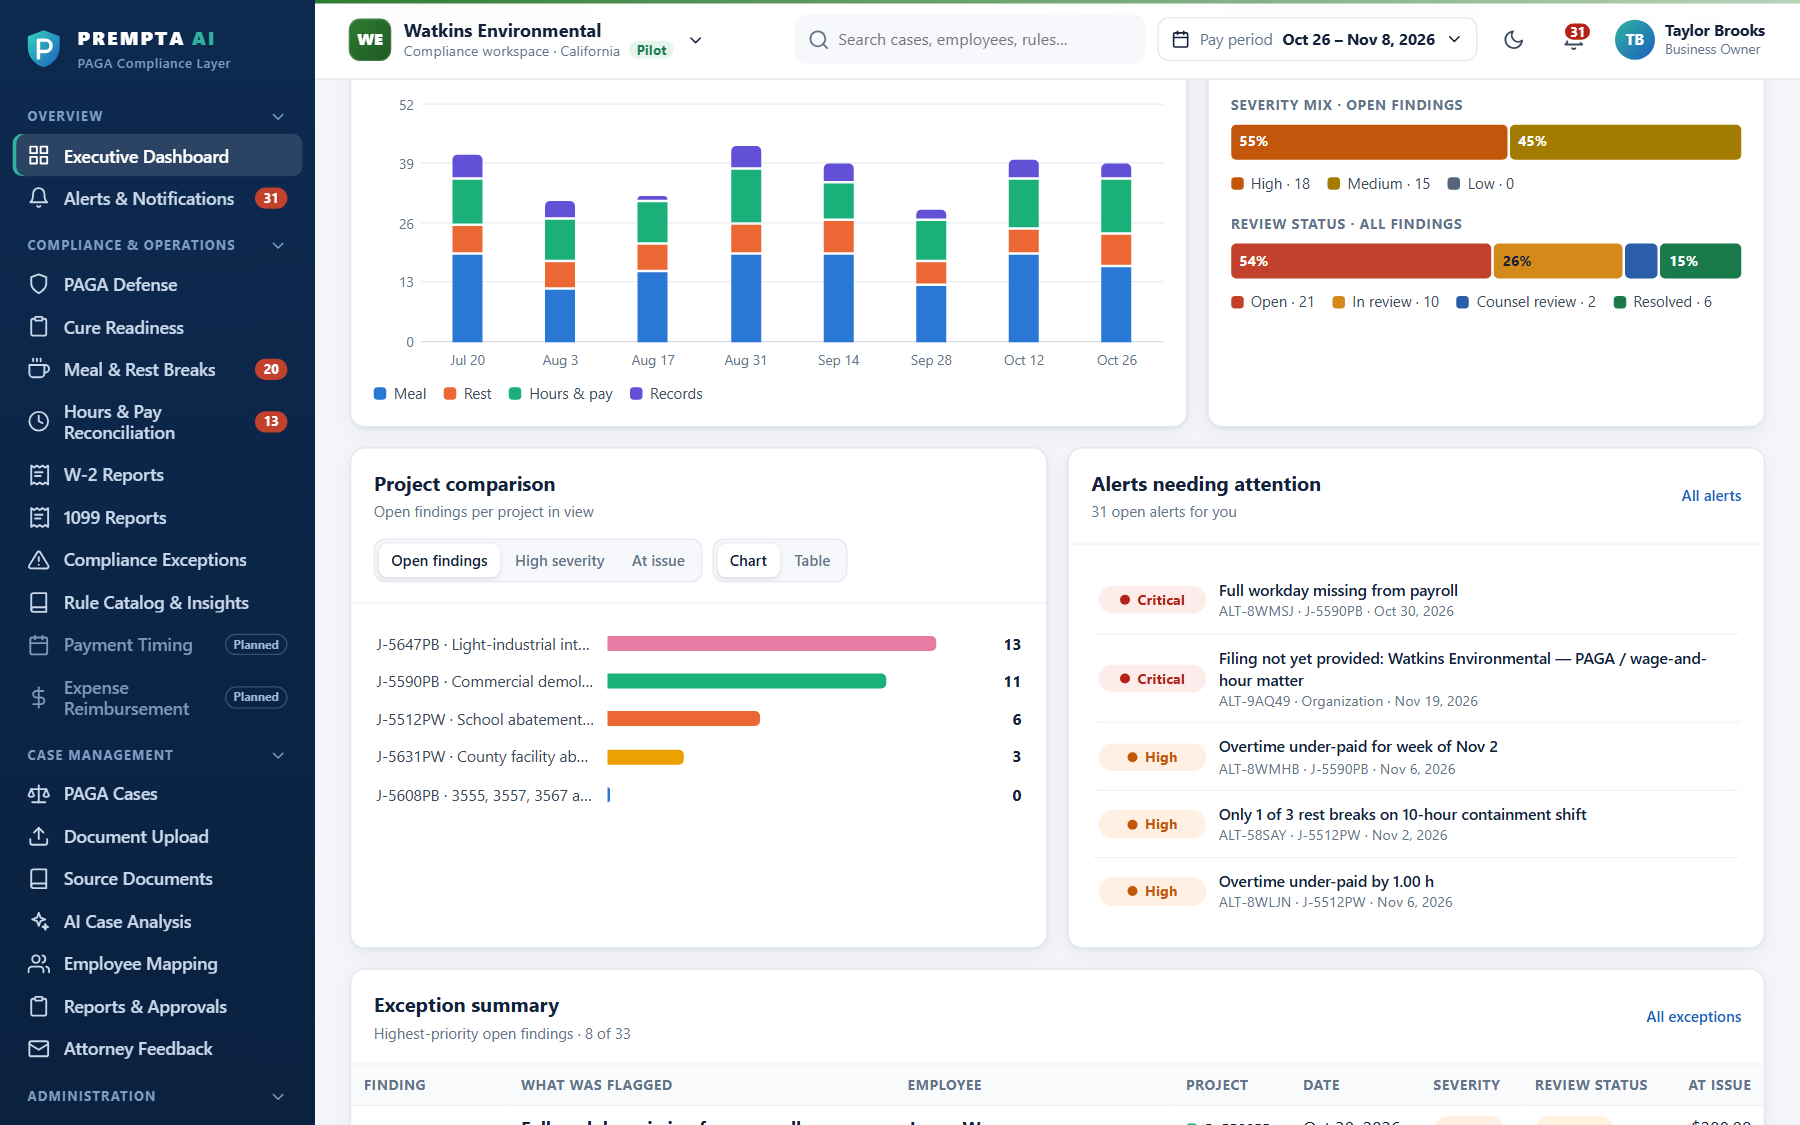 PREMPTA AI
PAGA Compliance Layer
OVERVIEW
Executive Dashboard
Alerts & Notifications 31
COMPLIANCE & OPERATIONS
PAGA Defense
Cure Readiness
Meal & Rest Breaks 20
Hours & Pay
Reconciliation 13
W-2 Reports
1099 Reports
Compliance Exceptions
Rule Catalog & Insights
Payment Timing Planned
Expense
Reimbursement Planned
CASE MANAGEMENT
PAGA Cases
Document Upload
Source Documents
AI Case Analysis
Employee Mapping
Reports & Approvals
Attorney Feedback
ADMINISTRATION
WE
Watkins Environmental
Compliance workspace · California Pilot
Search cases, employees, rules...
Pay period Oct 26 – Nov 8, 2026
31
TB
Taylor Brooks
Business Owner
52
39
26
13
0
Jul 20 Aug 3 Aug 17 Aug 31 Sep 14 Sep 28 Oct 12 Oct 26
Meal Rest Hours & pay Records
SEVERITY MIX · OPEN FINDINGS
55% 45%
High · 18 Medium · 15 Low · 0
REVIEW STATUS · ALL FINDINGS
54% 26% 15%
Open · 21 In review · 10 Counsel review · 2 Resolved · 6
Project comparison
Open findings per project in view
Open findings High severity At issue Chart Table
J-5647PB · Light-industrial int... 13
J-5590PB · Commercial demol... 11
J-5512PW · School abatement... 6
J-5631PW · County facility ab... 3
J-5608PB · 3555, 3557, 3567 a... 0
Alerts needing attention
31 open alerts for you
All alerts
Critical Full workday missing from payroll
ALT-8WMSJ · J-5590PB · Oct 30, 2026
Critical Filing not yet provided: Watkins Environmental — PAGA / wage-and-
hour matter
ALT-9AQ49 · Organization · Nov 19, 2026
High Overtime under-paid for week of Nov 2
ALT-8WMHB · J-5590PB · Nov 6, 2026
High Only 1 of 3 rest breaks on 10-hour containment shift
ALT-58SAY · J-5512PW · Nov 2, 2026
High Overtime under-paid by 1.00 h
ALT-8WLJN · J-5512PW · Nov 6, 2026
Exception summary
Highest-priority open findings · 8 of 33
All exceptions
FINDING WHAT WAS FLAGGED EMPLOYEE PROJECT DATE SEVERITY REVIEW STATUS AT ISSUE